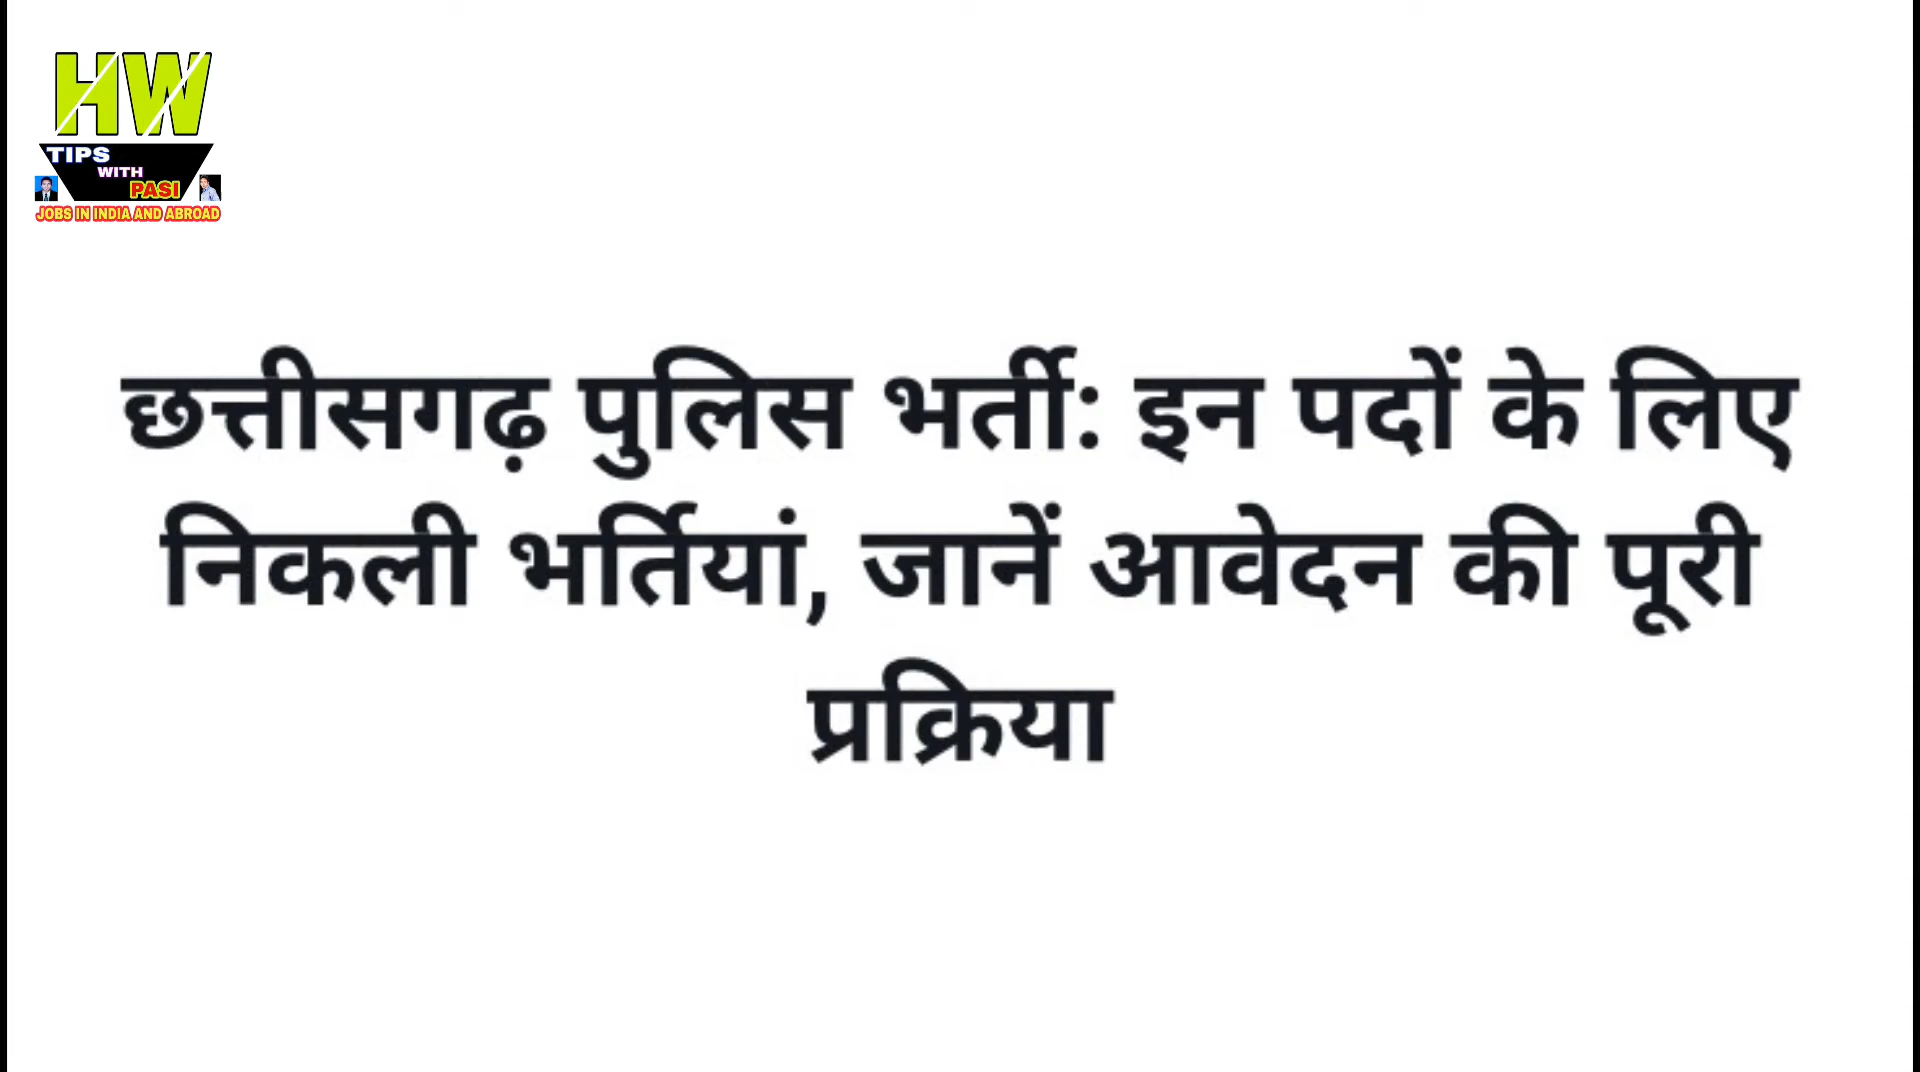 HW
TIPS
WITH
PASI
JOBS IN INDIA AND ABROAD
छत्तीसगढ़ पुलिस भर्ती: इन पदों के लिए
निकली भर्तियां, जानें आवेदन की पूरी
प्रक्रिया